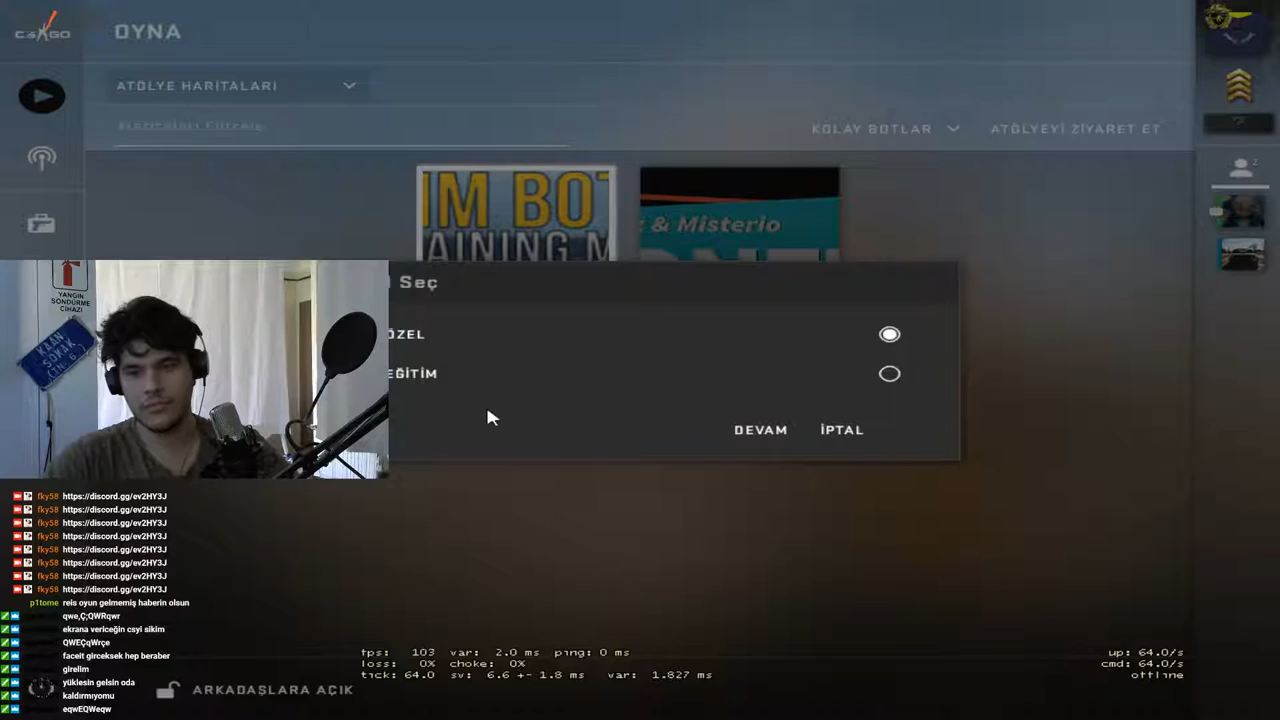 CS GO
OYNA
ATÖLYE HARİTALARI
Haritaları Filtrele
KOLAY BOTLAR
ATÖLYEYİ ZİYARET ET
IM BOT
AINING M
& Misterio
2
Seç
ÖZEL
EĞİTİM
DEVAM
İPTAL
YANGIN
SÖNDÜRME
CİHAZI
KAAN
SOKAK
fky58 https://discord.gg/ev2HY3J
fky58 https://discord.gg/ev2HY3J
fky58 https://discord.gg/ev2HY3J
fky58 https://discord.gg/ev2HY3J
fky58 https://discord.gg/ev2HY3J
fky58 https://discord.gg/ev2HY3J
fky58 https://discord.gg/ev2HY3J
fky58 https://discord.gg/ev2HY3J
p1tome reis oyun gelmemiş haberin olsun
qwe,Ç;QWRqwr
ekrana vericeğin csyi sikim
QWEÇqWrçe
faceit girceksek hep beraber
girelim
yüklesin gelsin oda
kaldırmıyomu
eqwEQWeqw
ARKADAŞLARA AÇIK
fps: 103 var: 2.0 ms ping: 0 ms
loss: 0% choke: 0%
tick: 64.0 sv: 6.6 +- 1.8 ms var: 1.827 ms
up: 64.0/s
cmd: 64.0/s
offline